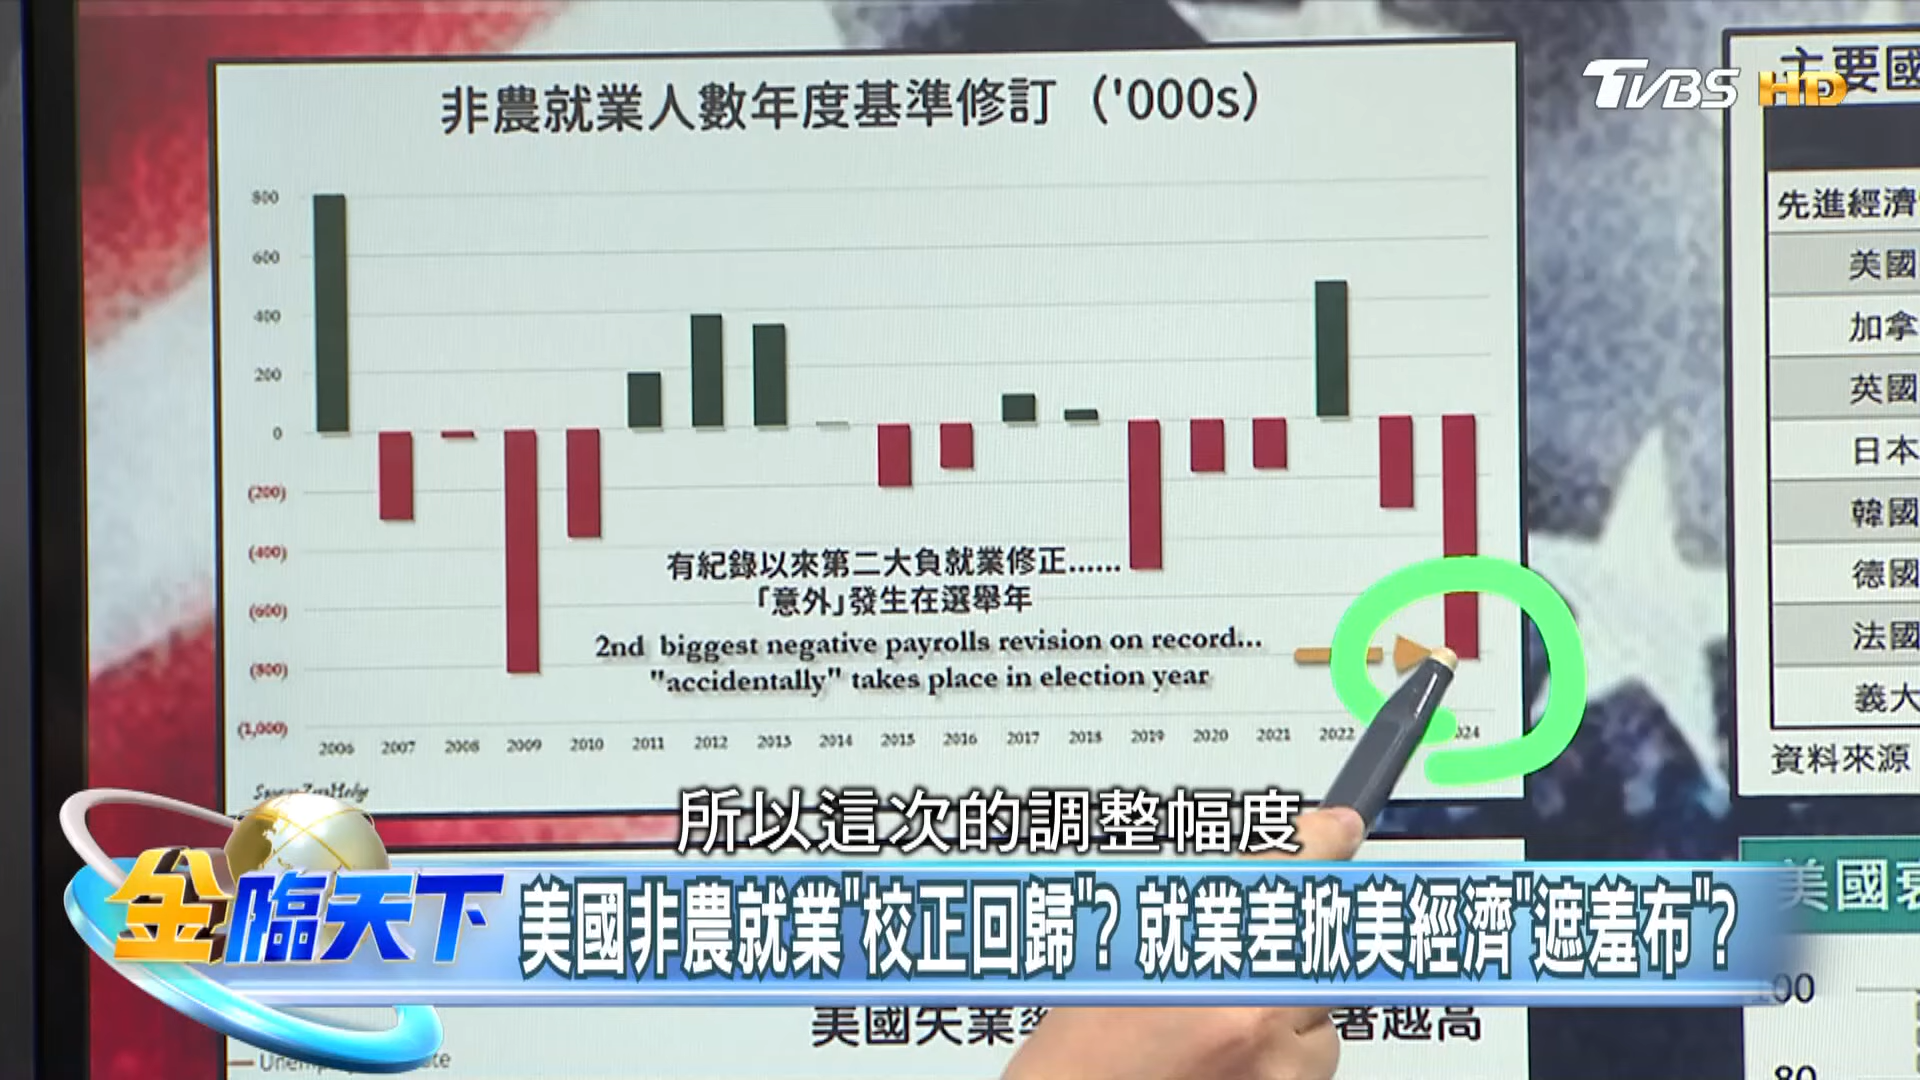 非農就業人數年度基準修訂（'000s）
TVBS HD
主要國
800
600
400
200
0
(200)
(400)
(600)
(800)
(1,000)
有紀錄以來第二大負就業修正......
「意外」發生在選舉年
2nd biggest negative payrolls revision on record...
"accidentally" takes place in election year
2006 2007 2008 2009 2010 2011 2012 2013 2014 2015 2016 2017 2018 2019 2020 2021 2022 024
先進經濟
美國
加拿
英國
日本
韓國
德國
法國
義大
資料來源
所以這次的調整幅度
金臨天下
美國非農就業"校正回歸"? 就業差掀美經濟"遮羞布"?
美國
美國失業 越高
100
80